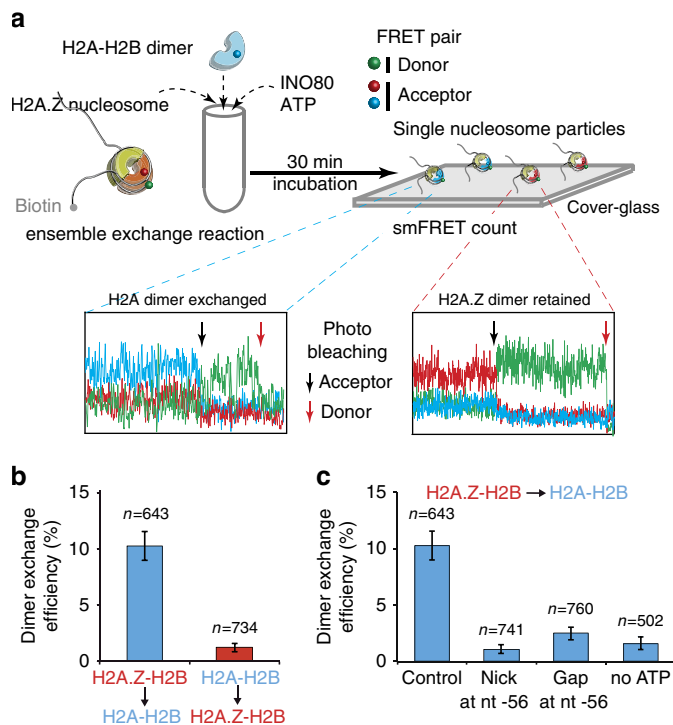 a
H2A-H2B dimer
H2A.Z nucleosome
INO80
ATP
FRET pair
Donor
Acceptor
Single nucleosome particles
30 min
incubation
Biotin
ensemble exchange reaction
Cover-glass
smFRET count
H2A dimer exchanged
Photo
bleaching
Acceptor
Donor
H2A.Z dimer retained
b
Dimer exchange
efficiency (%)
15
10
5
0
n=643
n=734
H2A.Z-H2B
H2A-H2B
H2A-H2B
H2A.Z-H2B
c
H2A.Z-H2B → H2A-H2B
Dimer exchange
efficiency (%)
15
10
5
0
n=643
n=741
n=760
n=502
Control
Nick
at nt -56
Gap
at nt -56
no ATP